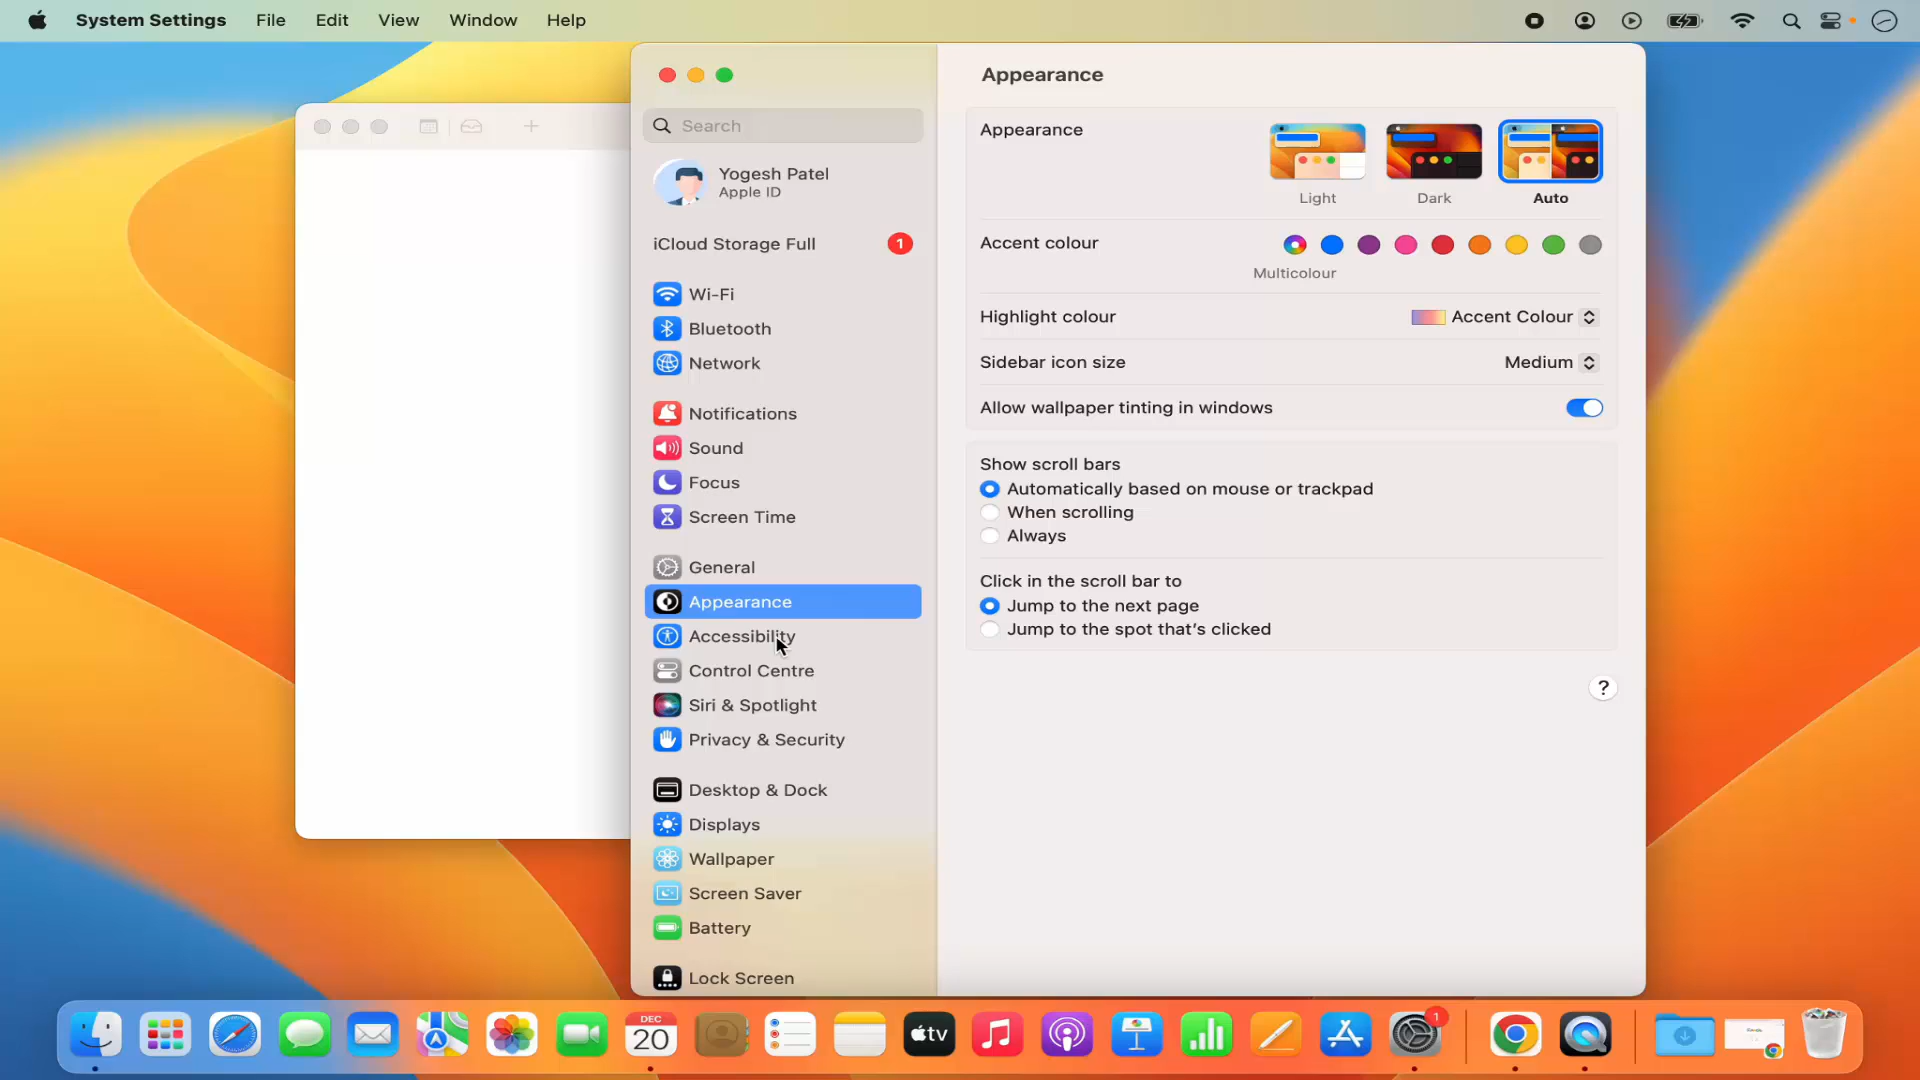 System Settings File Edit View Window Help
Appearance
Search
Yogesh Patel
Apple ID
iCloud Storage Full 1
Wi-Fi
Bluetooth
Network
Notifications
Sound
Focus
Screen Time
General
Appearance
Accessibility
Control Centre
Siri & Spotlight
Privacy & Security
Desktop & Dock
Displays
Wallpaper
Screen Saver
Battery
Lock Screen
Appearance
Light Dark Auto
Accent colour
Multicolour
Highlight colour Accent Colour
Sidebar icon size Medium
Allow wallpaper tinting in windows
Show scroll bars
Automatically based on mouse or trackpad
When scrolling
Always
Click in the scroll bar to
Jump to the next page
Jump to the spot that's clicked
?
DEC
20
tv
1